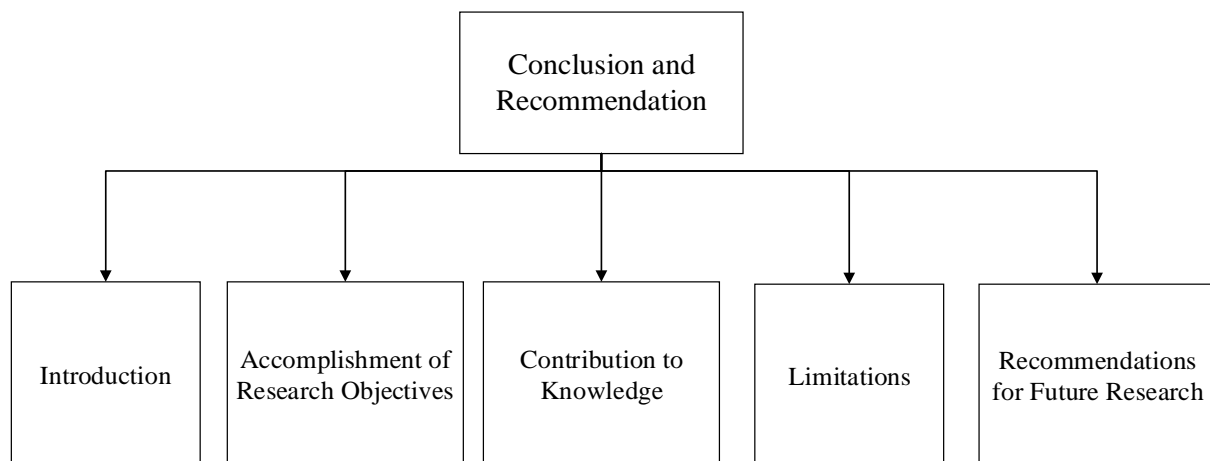 Conclusion and
Recommendation
Introduction
Accomplishment of
Research Objectives
Contribution to
Knowledge
Limitations
Recommendations
for Future Research